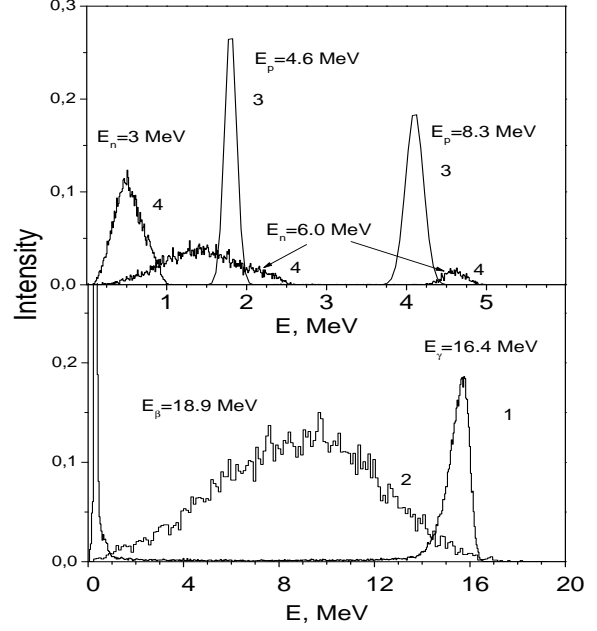 0,3
E_p=4.6 MeV
3
0,2
E_n=3 MeV
E_p=8.3 MeV
3
4
0,1
E_n=6.0 MeV
4
4
0,0
1 2 3 4 5
E, MeV
Intensity
E_γ=16.4 MeV
0,2
E_β=18.9 MeV
1
0,1
2
0,0
0 4 8 12 16 20
E, MeV